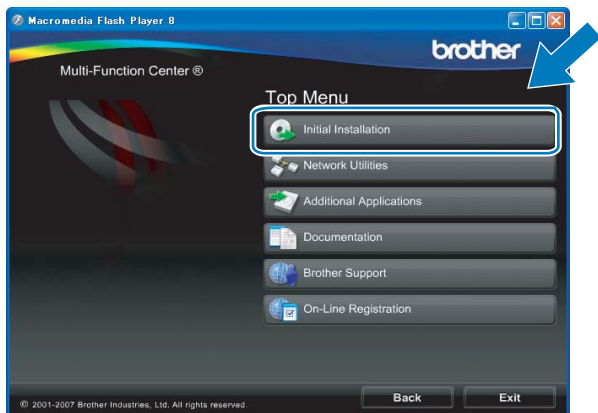 Macromedia Flash Player 8
brother
Multi-Function Center ®
Top Menu
Initial Installation
Network Utilities
Additional Applications
Documentation
Brother Support
On-Line Registration
© 2001-2007 Brother Industries, Ltd. All rights reserved.
Back
Exit